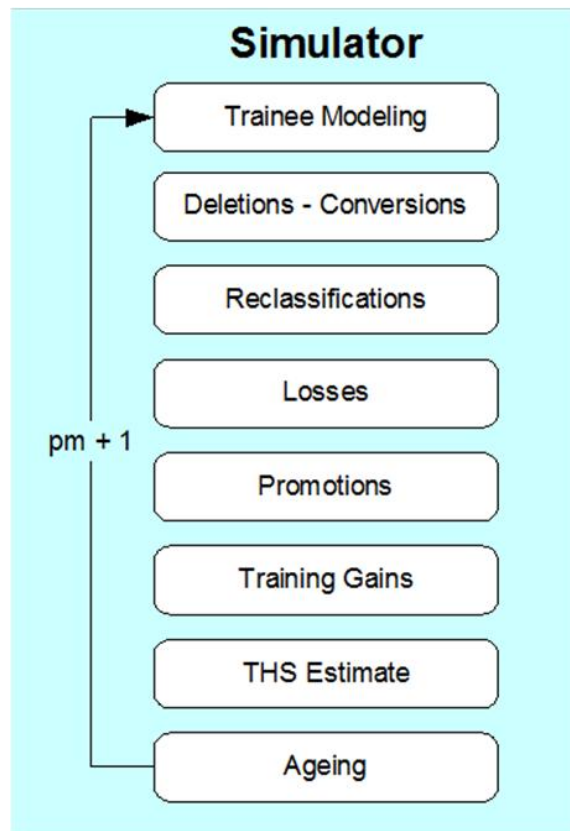 Simulator
Trainee Modeling
Deletions - Conversions
Reclassifications
Losses
pm + 1
Promotions
Training Gains
THS Estimate
Ageing